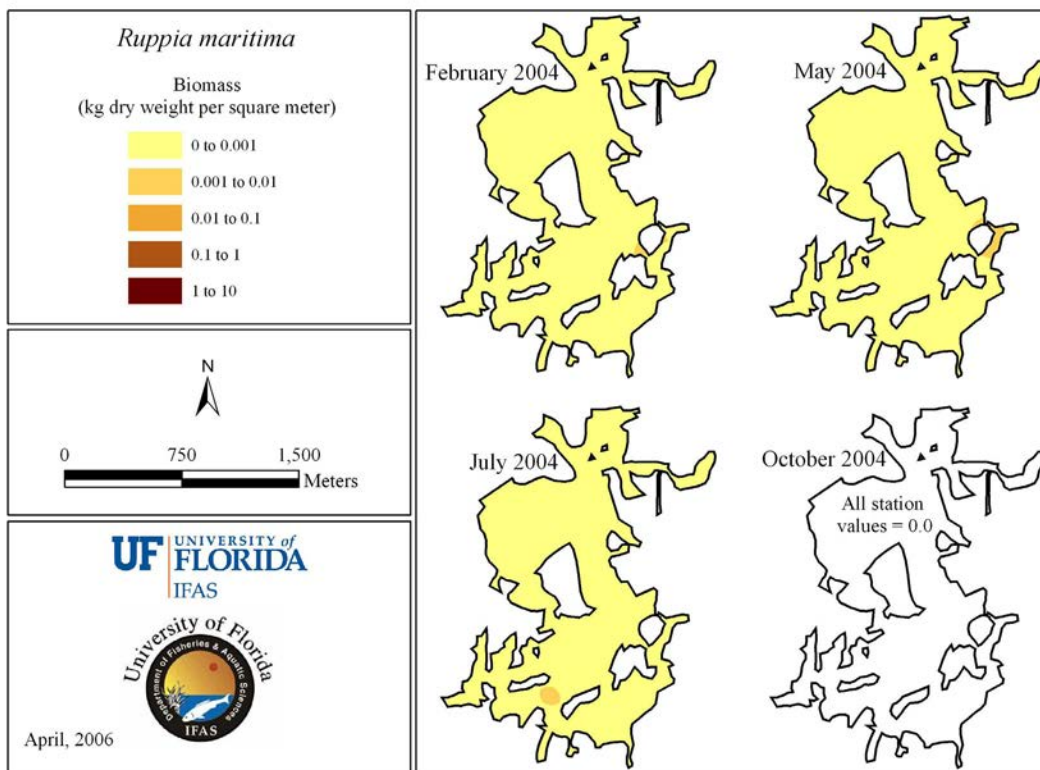 Ruppia maritima
Biomass
(kg dry weight per square meter)
0 to 0.001
0.001 to 0.01
0.01 to 0.1
0.1 to 1
1 to 10
N
0 750 1,500
Meters
UF UNIVERSITY of
FLORIDA
IFAS
University of Florida
Department of Fisheries & Aquatic Sciences
IFAS
April, 2006
February 2004
May 2004
July 2004
October 2004
All station
values = 0.0